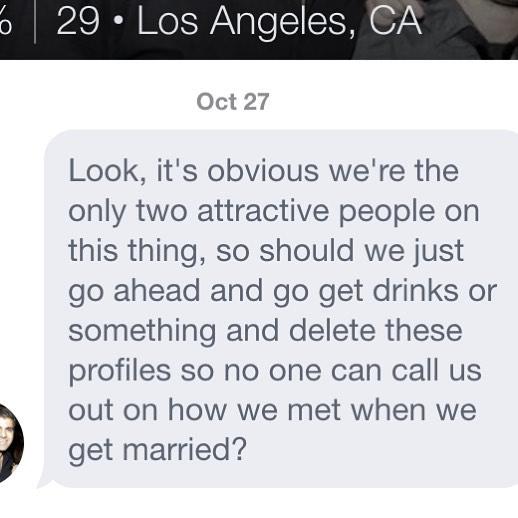 % | 29 • Los Angeles, CA
Oct 27
Look, it's obvious we're the
only two attractive people on
this thing, so should we just
go ahead and go get drinks or
something and delete these
profiles so no one can call us
out on how we met when we
get married?